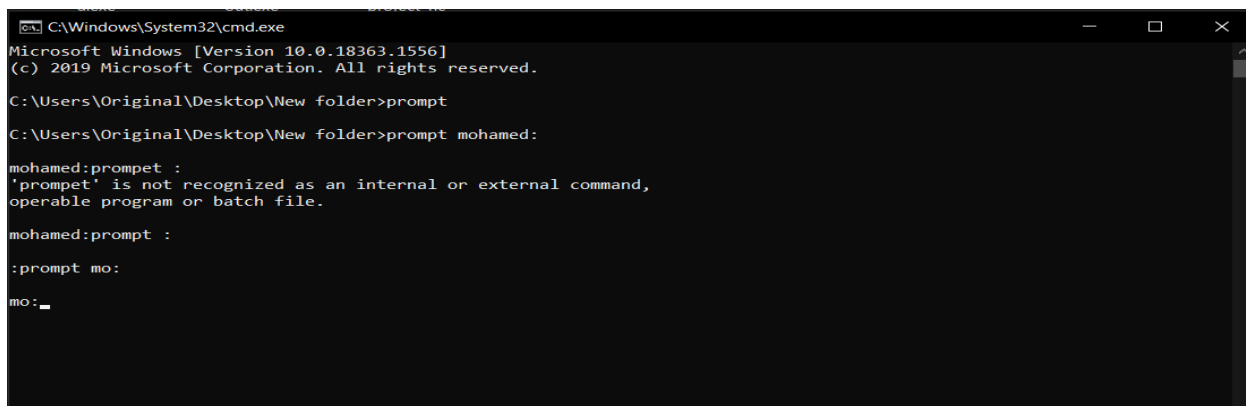 C:\Windows\System32\cmd.exe
Microsoft Windows [Version 10.0.18363.1556]
(c) 2019 Microsoft Corporation. All rights reserved.
C:\Users\Original\Desktop\New folder>prompt
C:\Users\Original\Desktop\New folder>prompt mohamed:
mohamed:prompet :
'prompet' is not recognized as an internal or external command,
operable program or batch file.
mohamed:prompt :
:prompt mo:
mo: